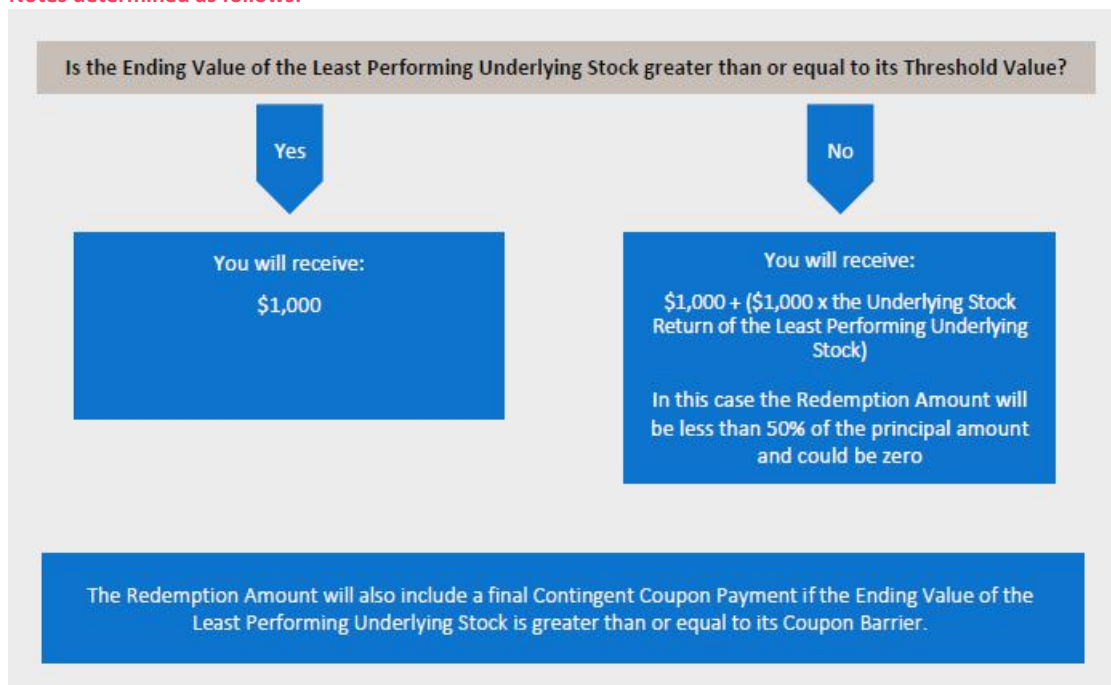 Notes determined as follows:
Is the Ending Value of the Least Performing Underlying Stock greater than or equal to its Threshold Value?
Yes
No
You will receive:
$1,000
You will receive:
$1,000 + ($1,000 x the Underlying Stock
Return of the Least Performing Underlying
Stock)
In this case the Redemption Amount will
be less than 50% of the principal amount
and could be zero
The Redemption Amount will also include a final Contingent Coupon Payment if the Ending Value of the
Least Performing Underlying Stock is greater than or equal to its Coupon Barrier.